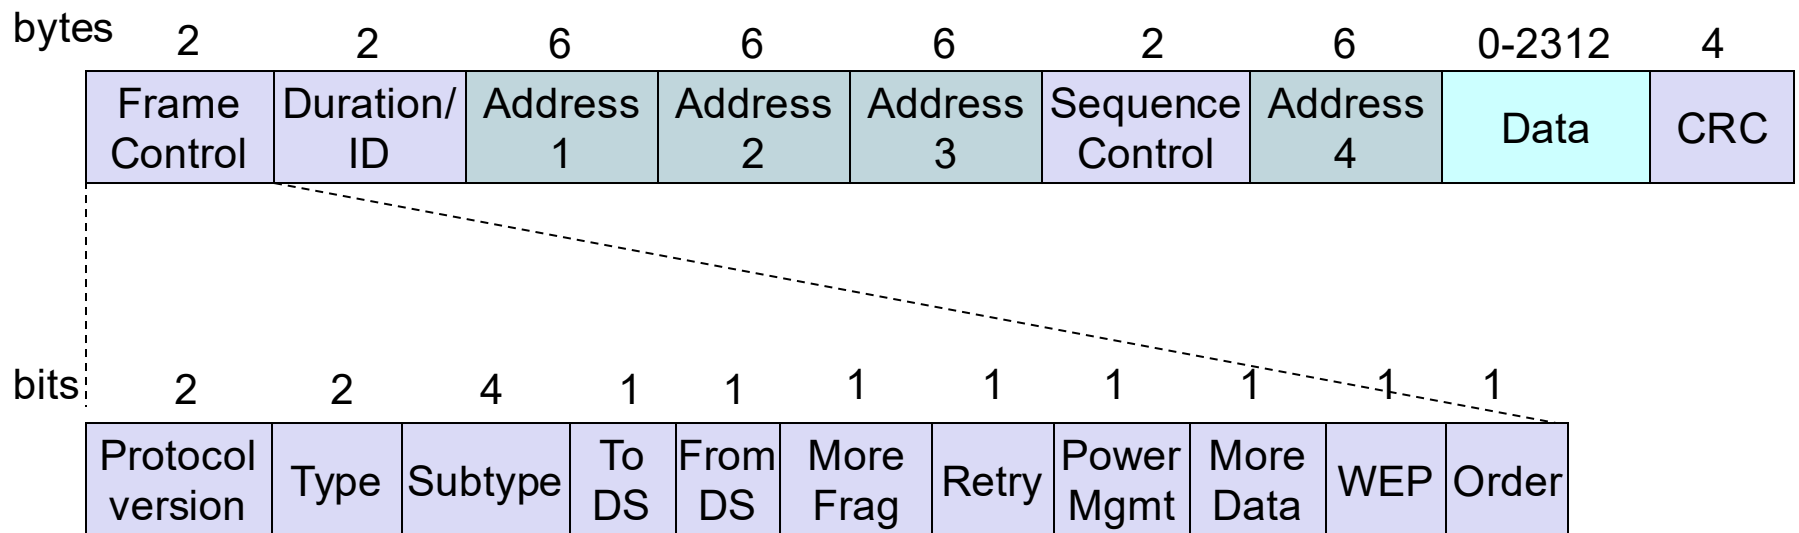 bytes 2 2 6 6 6 2 6 0-2312 4
Frame Control
Duration/ ID
Address 1
Address 2
Address 3
Sequence Control
Address 4
Data
CRC
bits 2 2 4 1 1 1 1 1 1 1 1
Protocol version
Type
Subtype
To DS
From DS
More Frag
Retry
Power Mgmt
More Data
WEP
Order